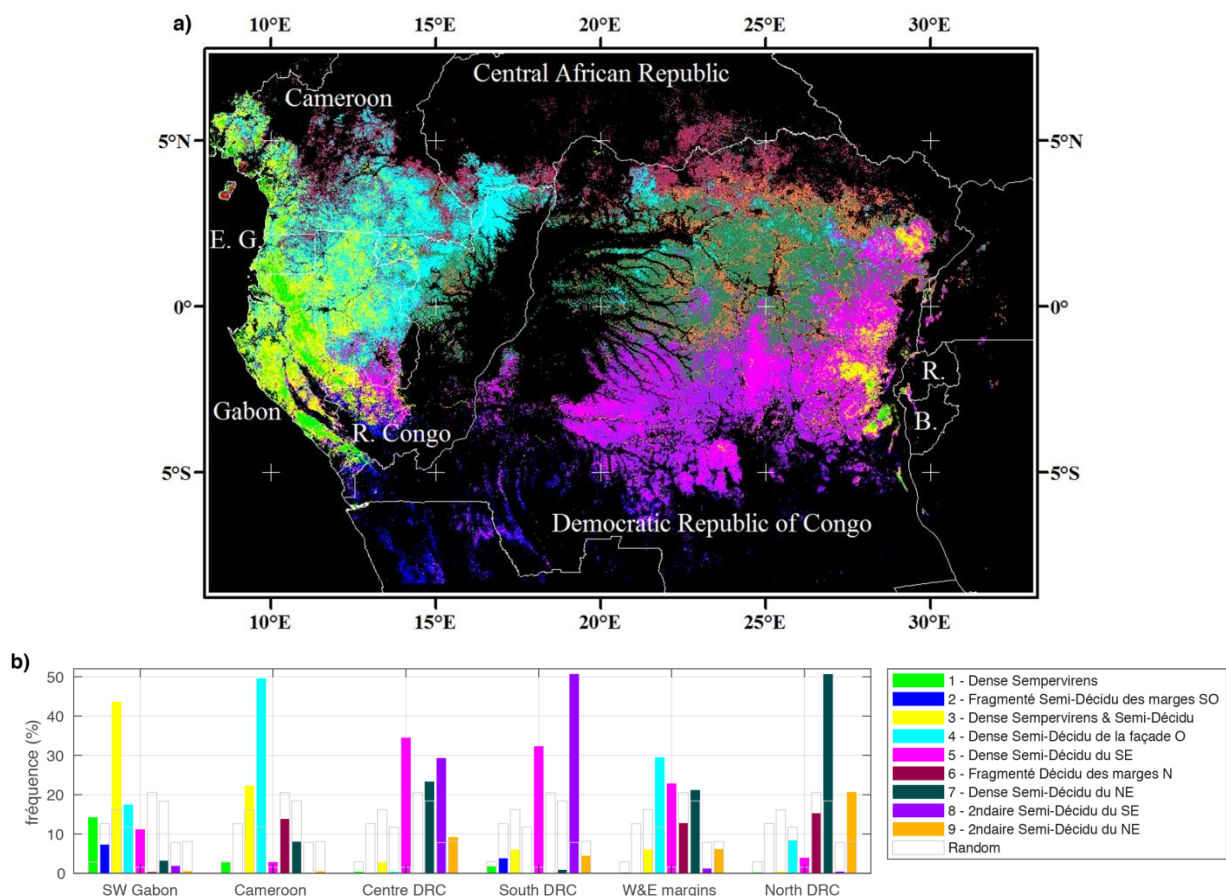 a)
10°E 15°E 20°E 25°E 30°E
Central African Republic
Cameroon
5°N 5°N
E. G.
0° 0°
R.
Gabon
B.
R. Congo
5°S 5°S
Democratic Republic of Congo
10°E 15°E 20°E 25°E 30°E
b)
fréquence (%)
50
40
30
20
10
0
SW Gabon Cameroon Centre DRC South DRC W&E margins North DRC
1 - Dense Sempervirens
2 - Fragmenté Semi-Décidu des marges SO
3 - Dense Sempervirens & Semi-Décidu
4 - Dense Semi-Décidu de la façade O
5 - Dense Semi-Décidu du SE
6 - Fragmenté Décidu des marges N
7 - Dense Semi-Décidu du NE
8 - 2ndaire Semi-Décidu du SE
9 - 2ndaire Semi-Décidu du NE
Random